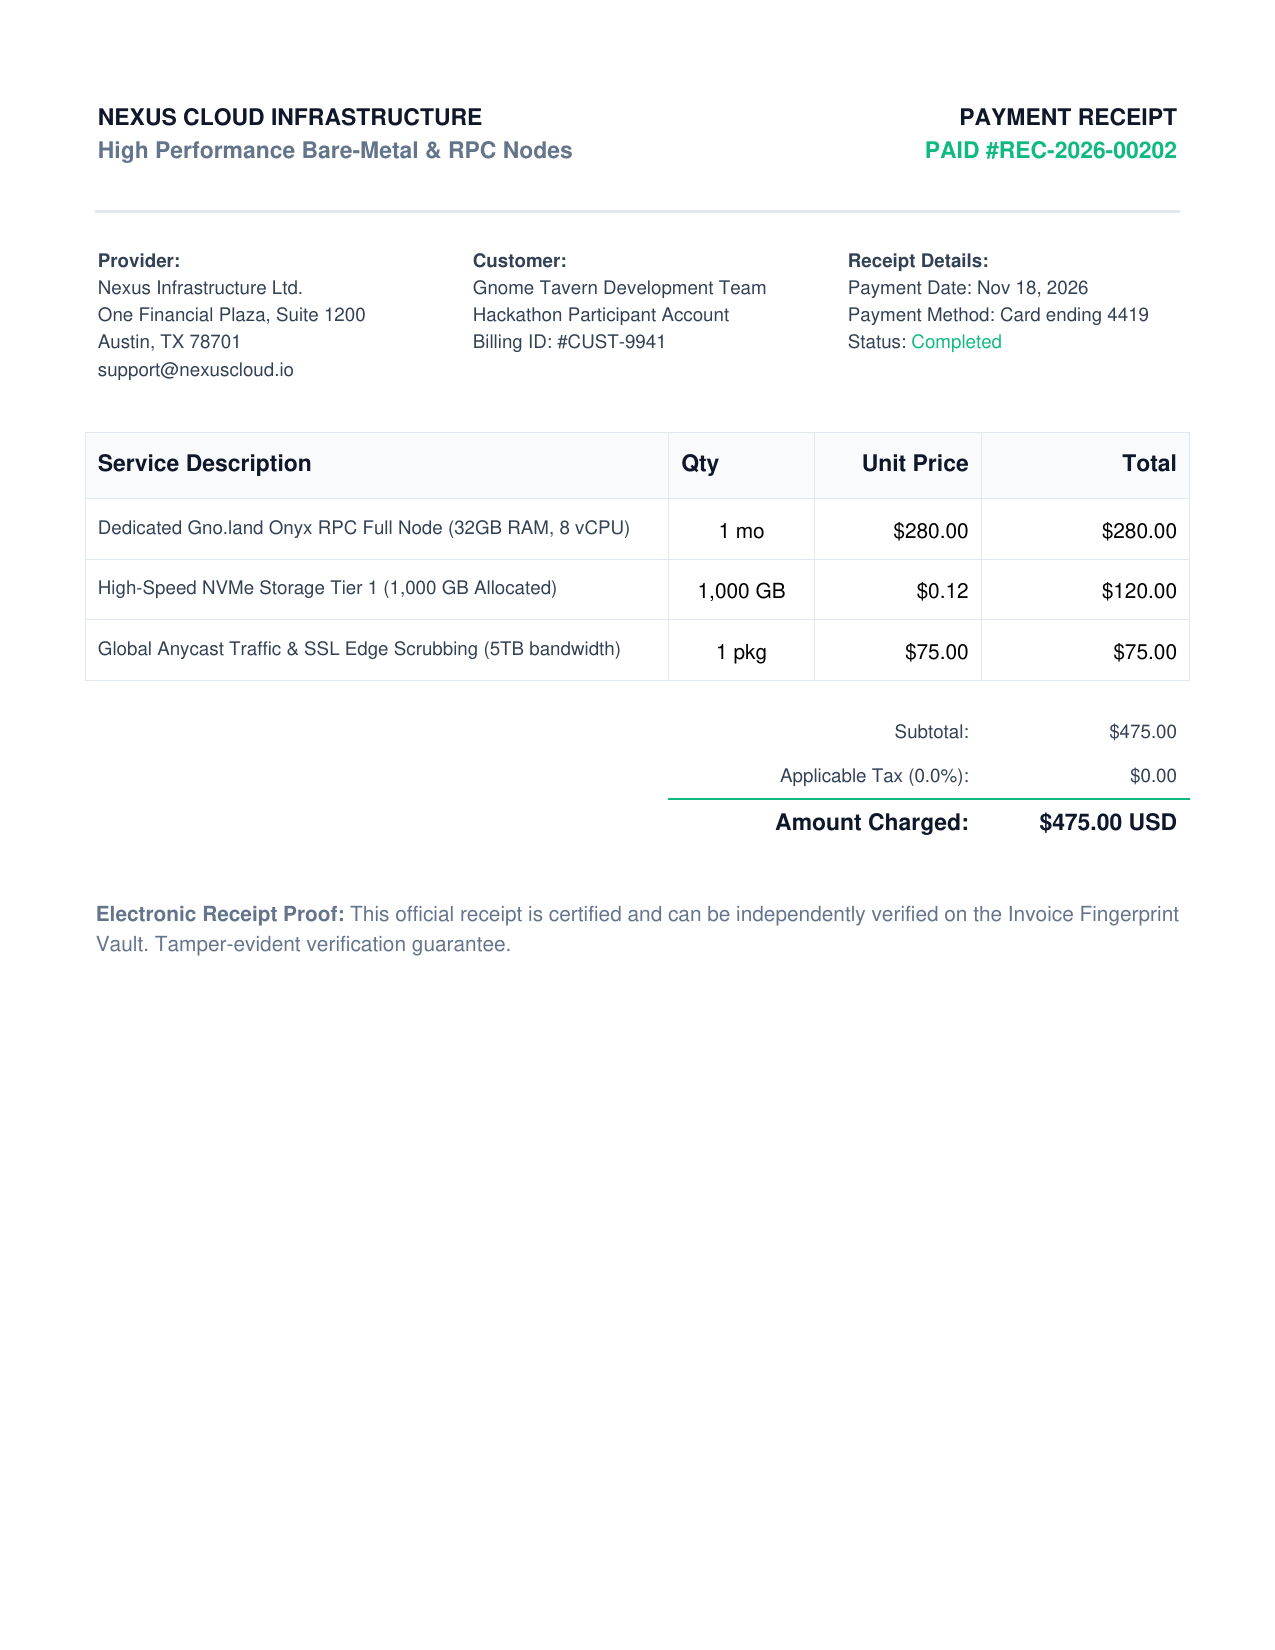 NEXUS CLOUD INFRASTRUCTURE
High Performance Bare-Metal & RPC Nodes
PAYMENT RECEIPT
PAID #REC-2026-00202
Provider:
Nexus Infrastructure Ltd.
One Financial Plaza, Suite 1200
Austin, TX 78701
support@nexuscloud.io
Customer:
Gnome Tavern Development Team
Hackathon Participant Account
Billing ID: #CUST-9941
Receipt Details:
Payment Date: Nov 18, 2026
Payment Method: Card ending 4419
Status: Completed
Service Description Qty Unit Price Total
Dedicated Gno.land Onyx RPC Full Node (32GB RAM, 8 vCPU) 1 mo $280.00 $280.00
High-Speed NVMe Storage Tier 1 (1,000 GB Allocated) 1,000 GB $0.12 $120.00
Global Anycast Traffic & SSL Edge Scrubbing (5TB bandwidth) 1 pkg $75.00 $75.00
Subtotal: $475.00
Applicable Tax (0.0%): $0.00
Amount Charged: $475.00 USD
Electronic Receipt Proof: This official receipt is certified and can be independently verified on the Invoice Fingerprint
Vault. Tamper-evident verification guarantee.